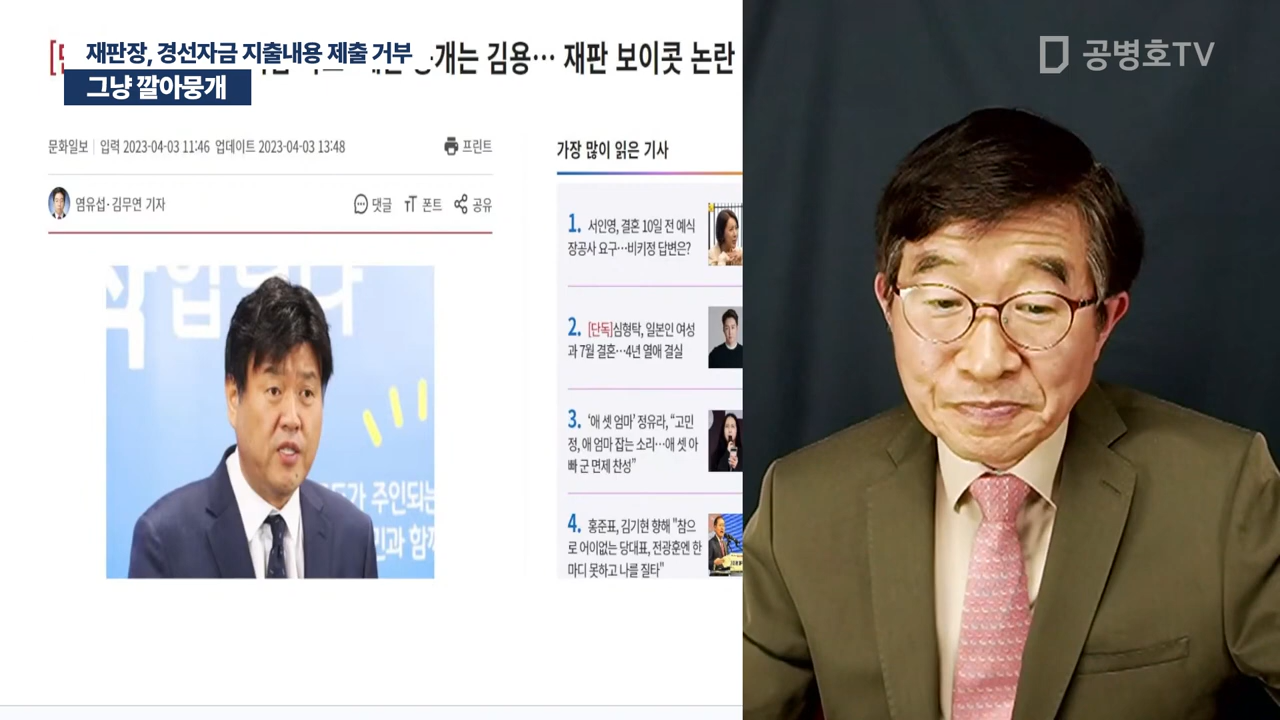 재판장, 경선자금 지출내용 제출 거부
그냥 깔아뭉개
개는 김용… 재판 보이콧 논란
공병호TV
문화일보 | 입력 2023-04-03 11:46 업데이트 2023-04-03 13:48
프린트
염유섭·김무연 기자
댓글 폰트 공유
가장 많이 읽은 기사
1. 서인영, 결혼 10일 전 예식
장공사 요구…비키정 답변은?
2. [단독]심형탁, 일본인 여성
과 7월 결혼…4년 열애 결실
3. ‘애 셋 엄마’ 정유라, “고민
정, 애 엄마 잡는 소리…애 셋 아
빠 군 면제 찬성”
4. 홍준표, 김기현 향해 "참으
로 어이없는 당대표, 전광훈엔 한
마디 못하고 나를 질타"
가 주인되는
과 함께